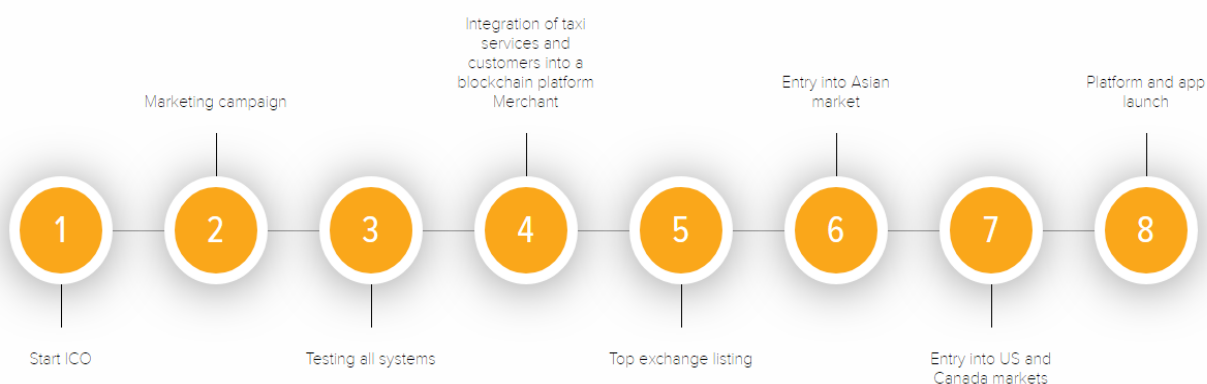 Integration of taxi
services and
customers into a
blockchain platform
Merchant
Marketing campaign
Entry into Asian
market
Platform and app
launch
1
2
3
4
5
6
7
8
Start ICO
Testing all systems
Top exchange listing
Entry into US and
Canada markets